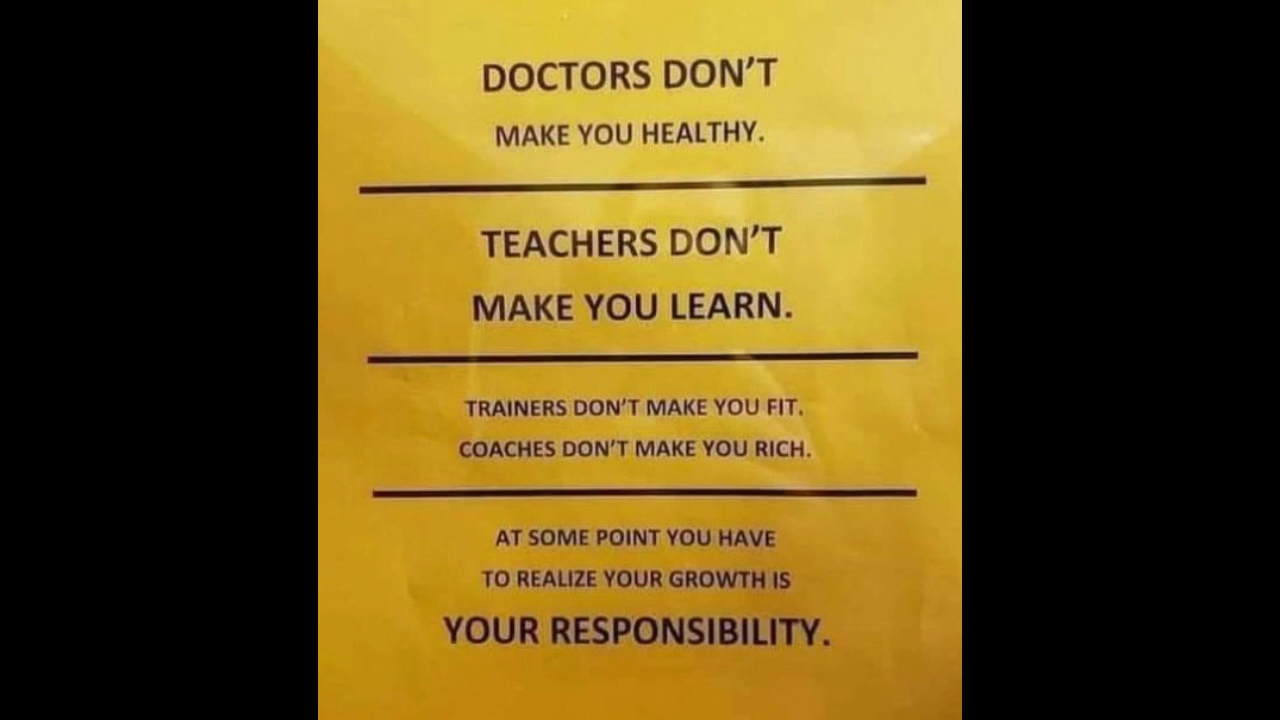 DOCTORS DON'T
MAKE YOU HEALTHY.
TEACHERS DON'T
MAKE YOU LEARN.
TRAINERS DON'T MAKE YOU FIT.
COACHES DON'T MAKE YOU RICH.
AT SOME POINT YOU HAVE
TO REALIZE YOUR GROWTH IS
YOUR RESPONSIBILITY.